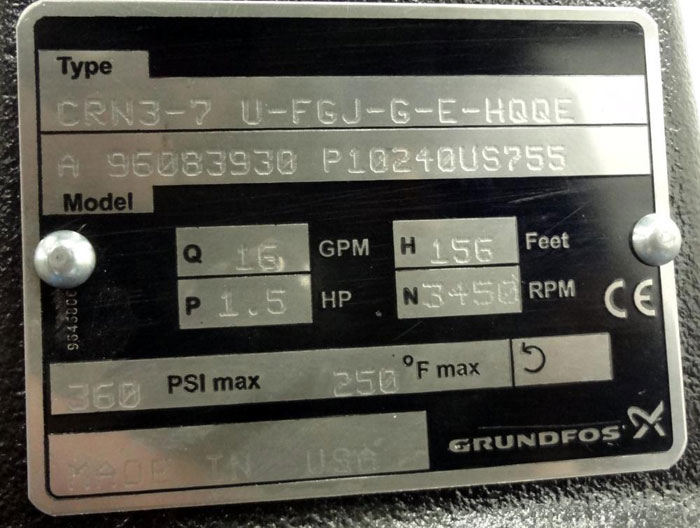 Type
CRN3-7 U-FGJ-G-E-HQQE
A 96083930 P10240US755
Model
Q 16 GPM H 156 Feet
P 1.5 HP N 3450 RPM
CE
360 PSI max 250 °F max
GRUNDFOS
MADE IN USA